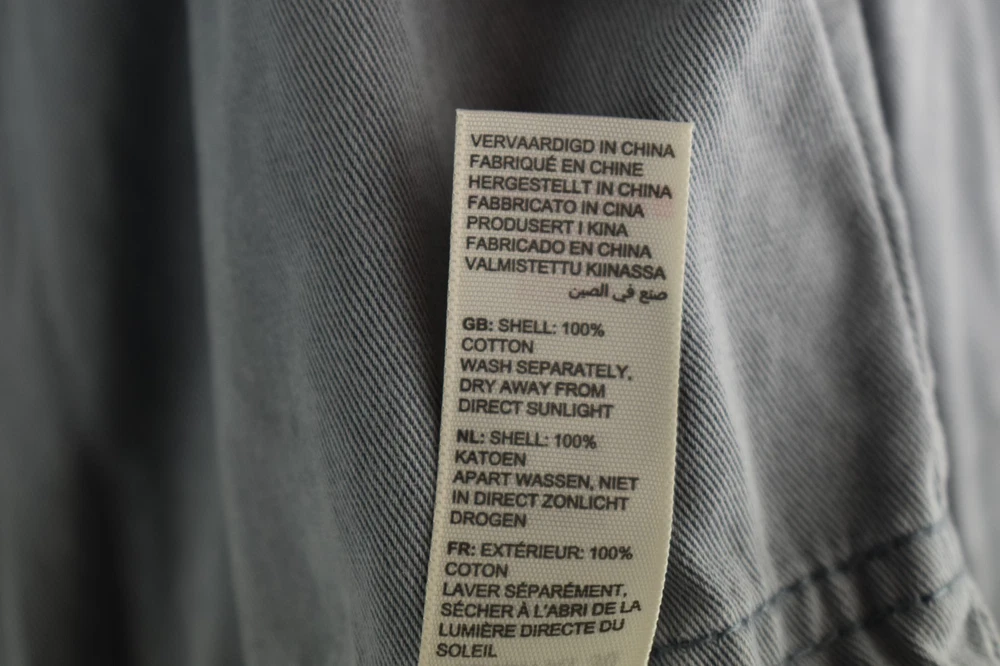 VERVAARDIGD IN CHINA
FABRIQUÉ EN CHINE
HERGESTELLT IN CHINA
FABBRICATO IN CINA
PRODUSERT I KINA
FABRICADO EN CHINA
VALMISTETTU KIINASSA
صنع في الصين
GB: SHELL: 100%
COTTON
WASH SEPARATELY,
DRY AWAY FROM
DIRECT SUNLIGHT
NL: SHELL: 100%
KATOEN
APART WASSEN, NIET
IN DIRECT ZONLICHT
DROGEN
FR: EXTÉRIEUR: 100%
COTON
LAVER SÉPARÉMENT,
SÉCHER À L'ABRI DE LA
LUMIÈRE DIRECTE DU
SOLEIL